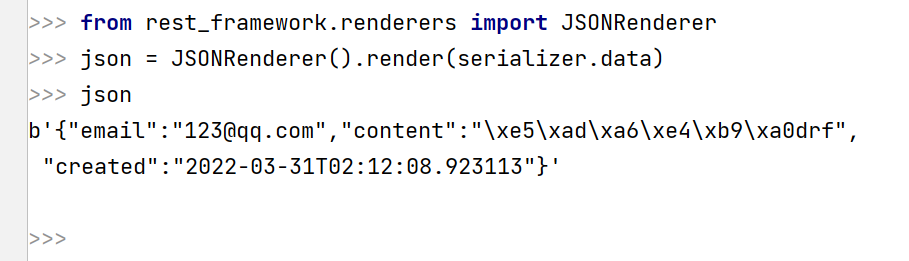 >>> from rest_framework.renderers import JSONRenderer
>>> json = JSONRenderer().render(serializer.data)
>>> json
b'{"email":"123@qq.com","content":"\xe5\xad\xa6\xe4\xb9\xa0drf",
"created":"2022-03-31T02:12:08.923113"}'
>>>